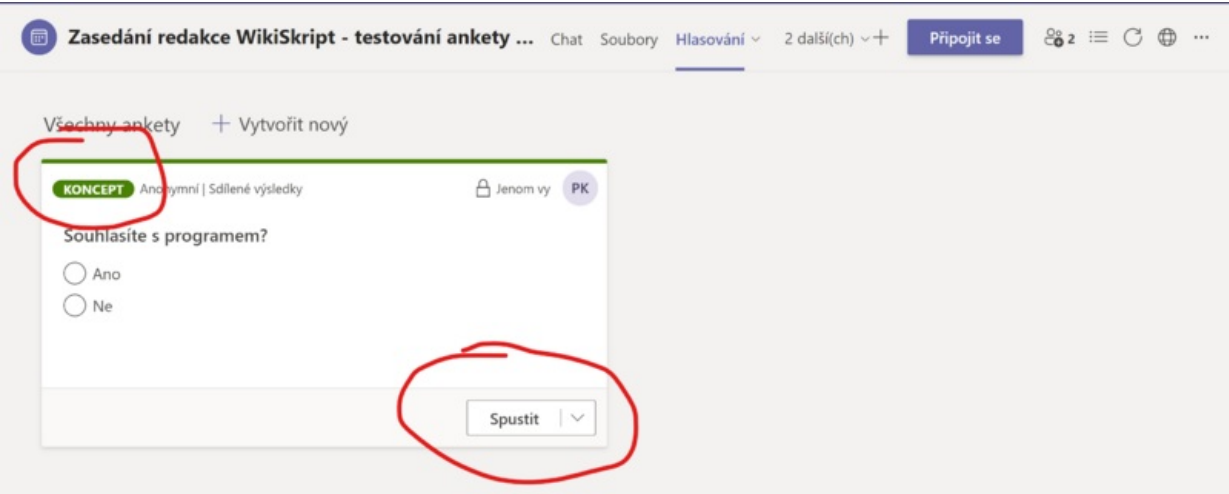 Zasedání redakce WikiSkript - testování ankety ... Chat Soubory Hlasování 2 další(ch) Připojit se 2 ...
Všechny ankety + Vytvořit nový
KONCEPT Anonymní | Sdílené výsledky Jenom vy PK
Souhlasíte s programem?
Ano
Ne
Spustit